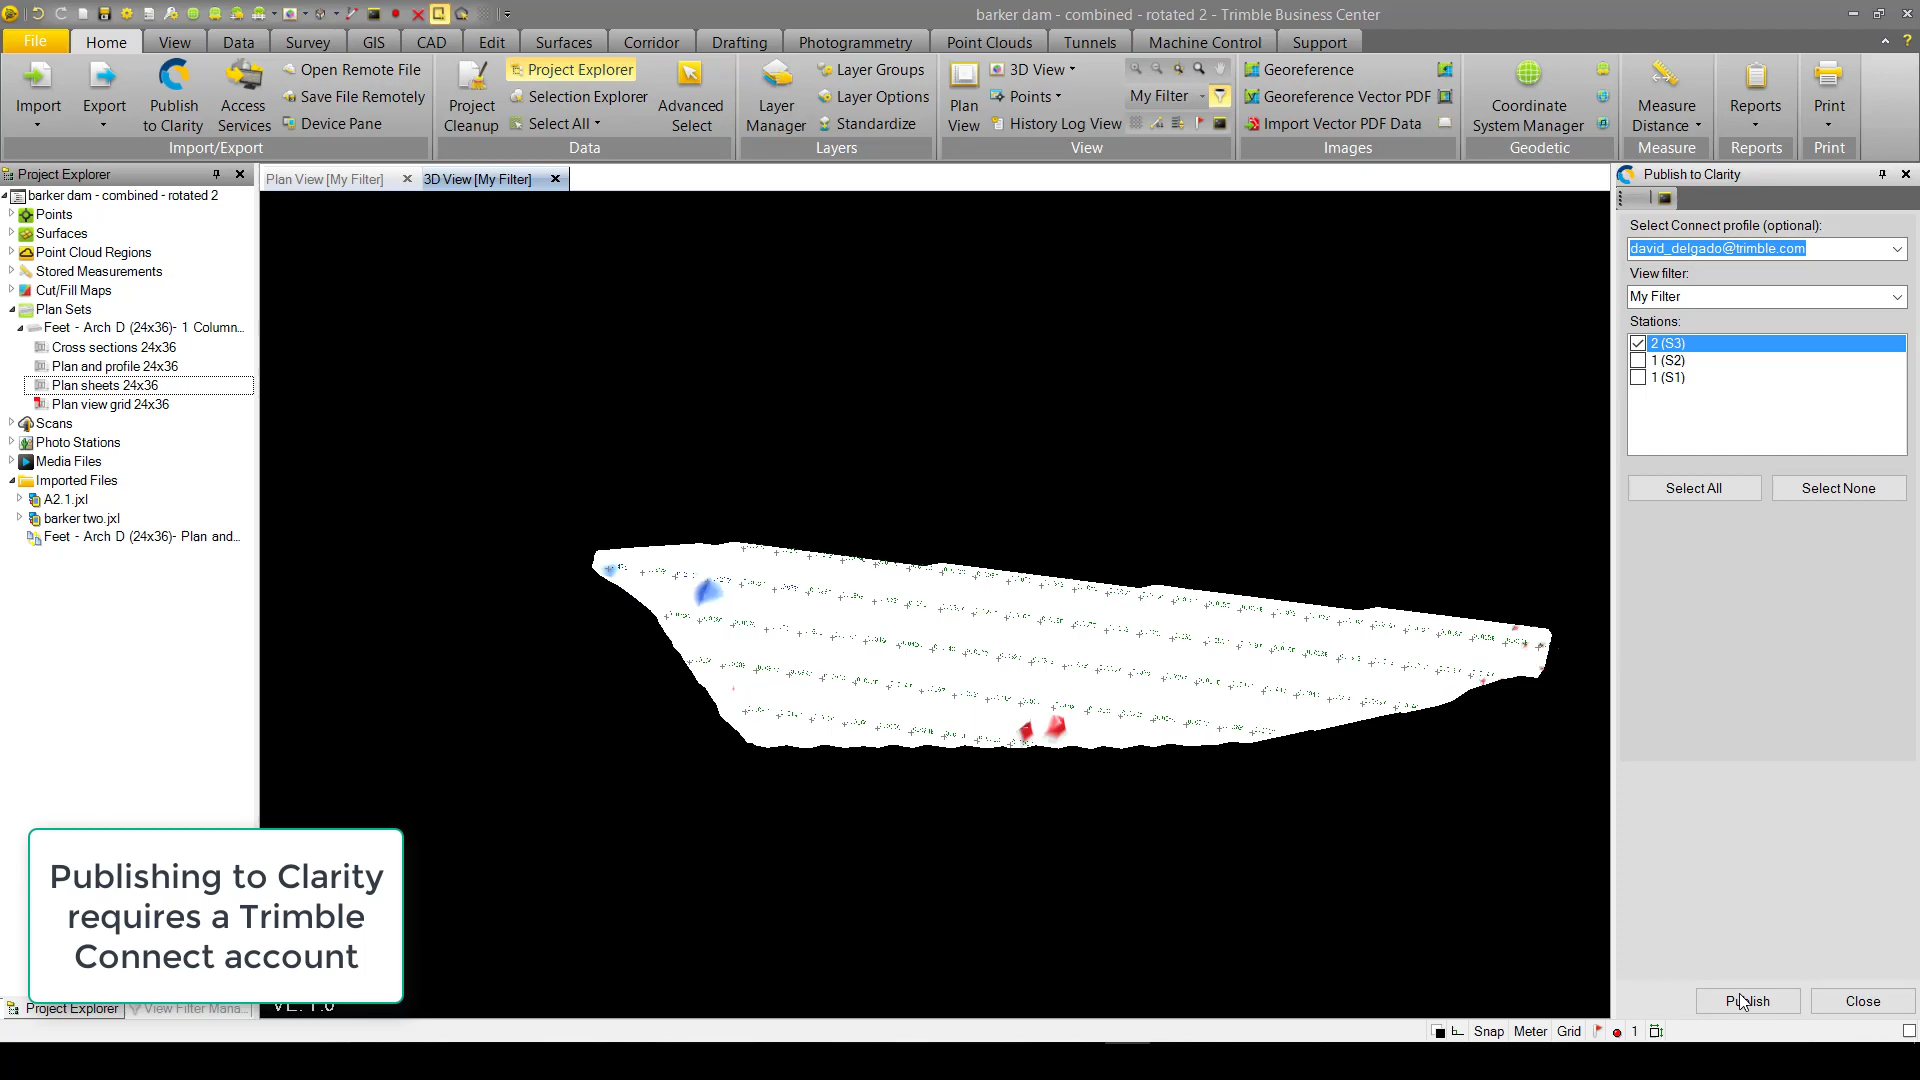 barker dam - combined - rotated 2 - Trimble Business Center
File Home View Data Survey GIS CAD Edit Surfaces Corridor Drafting Photogrammetry Point Clouds Tunnels Machine Control Support
Import
Export
Publish
to Clarity
Access
Services
Open Remote File
Save File Remotely
Device Pane
Import/Export
Project
Cleanup
Project Explorer
Selection Explorer
Select All
Advanced
Select
Data
Layer
Manager
Layer Groups
Layer Options
Standardize
Layers
Plan
View
3D View
Points
History Log View
My Filter
View
Georeference
Georeference Vector PDF
Import Vector PDF Data
Images
Coordinate
System Manager
Geodetic
Measure
Distance
Measure
Reports
Reports
Print
Print
Project Explorer
barker dam - combined - rotated 2
Points
Surfaces
Point Cloud Regions
Stored Measurements
Cut/Fill Maps
Plan Sets
Feet - Arch D (24x36)- 1 Column...
Cross sections 24x36
Plan and profile 24x36
Plan sheets 24x36
Plan view grid 24x36
Scans
Photo Stations
Media Files
Imported Files
A2.1.jxl
barker two.jxl
Feet - Arch D (24x36)- Plan and...
Plan View [My Filter]
3D View [My Filter]
Publish to Clarity
Select Connect profile (optional):
david_delgado@trimble.com
View filter:
My Filter
Stations:
2 (S3)
1 (S2)
1 (S1)
Select All
Select None
Publish
Close
Publishing to Clarity
requires a Trimble
Connect account
Project Explorer
View Filter Mana...
VE: 1.0
Snap Meter Grid 1